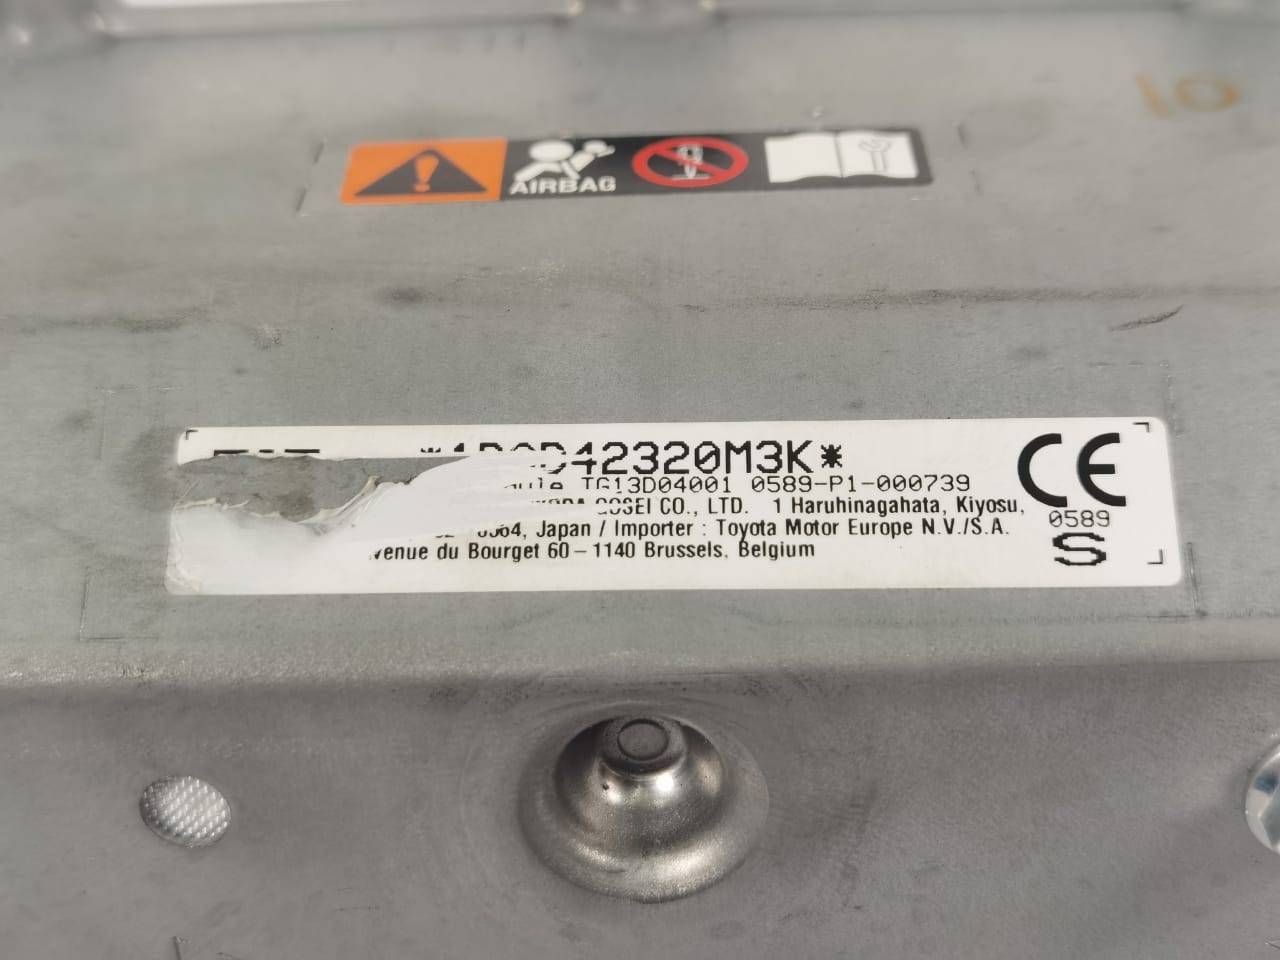 10
AIRBAG
42320M3K*
TG13D04001 0589-P1-000739
CO., LTD. 1 Haruhinagahata, Kiyosu,
Japan / Importer : Toyota Motor Europe N.V./S.A.
du Bourget 60 – 1140 Brussels, Belgium
CE
0589
S